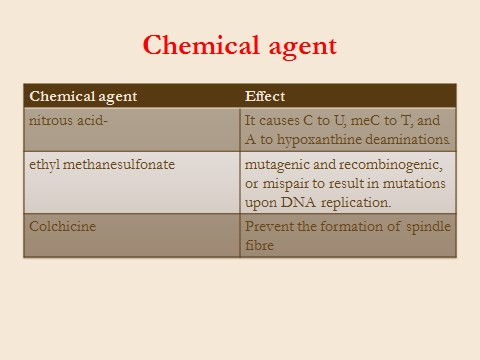 Chemical agent
Chemical agent Effect
nitrous acid- It causes C to U, meC to T, and
A to hypoxanthine deaminations.
ethyl methanesulfonate mutagenic and recombinogenic,
or mispair to result in mutations
upon DNA replication.
Colchicine Prevent the formation of spindle
fibre